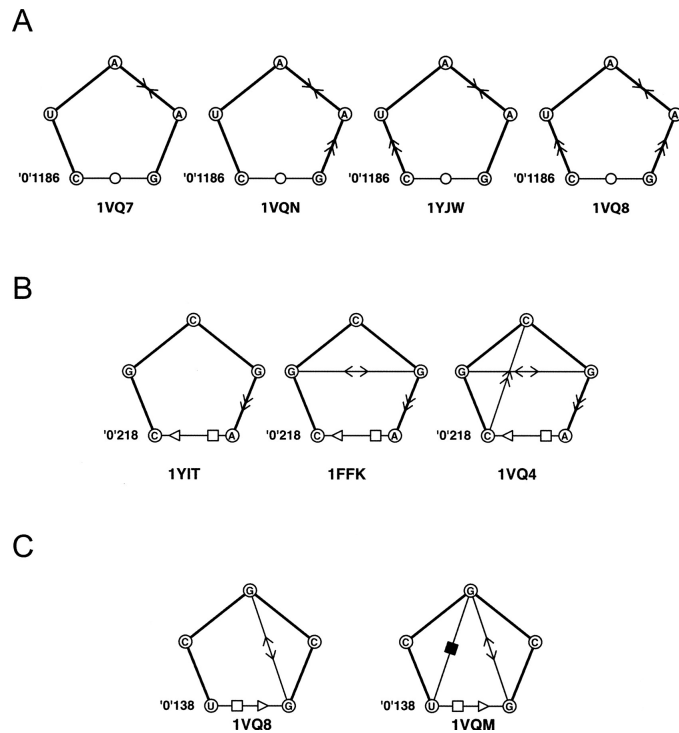 A
A A A A
U A U A U A U A
'0'1186 C G '0'1186 C G '0'1186 C G '0'1186 C G
1VQ7 1VQN 1YJW 1VQ8
B
C C C
G G G G G G
'0'218 C A '0'218 C A '0'218 C A
1YIT 1FFK 1VQ4
C
G G
C C C C
'0'138 U G '0'138 U G
1VQ8 1VQM